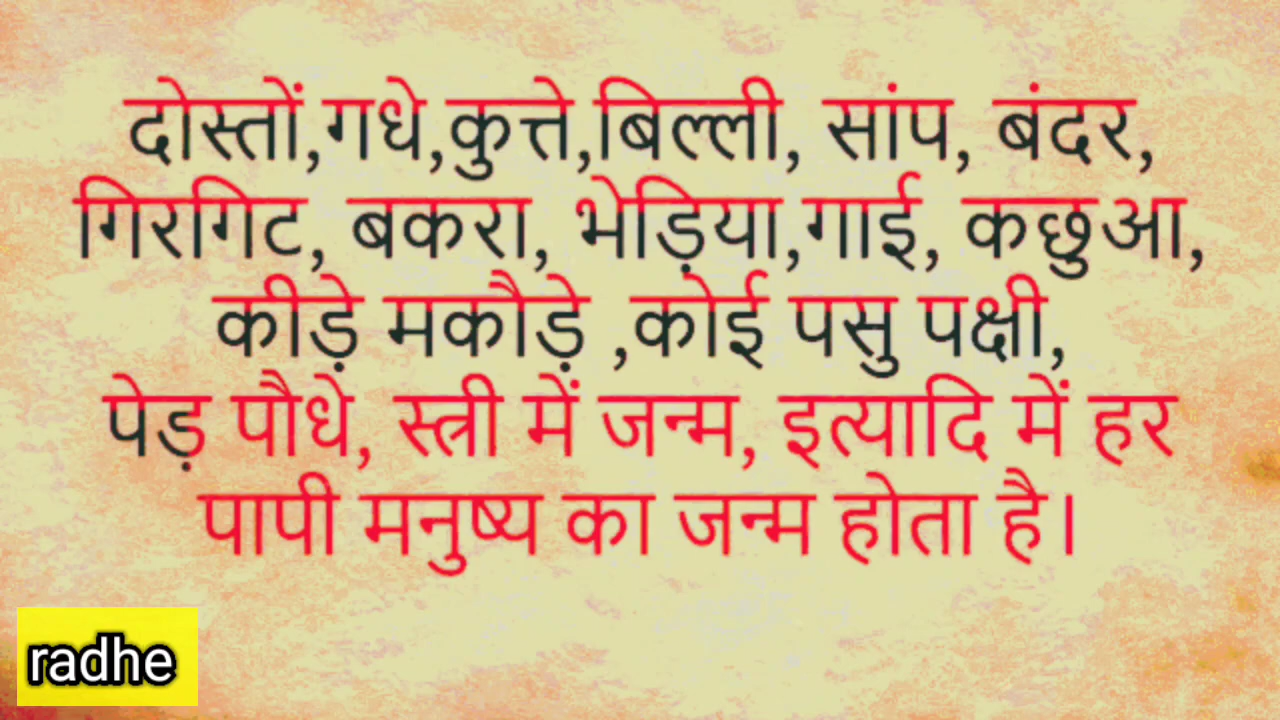 दोस्तों,गधे,कुत्ते,बिल्ली, सांप, बंदर,
गिरगिट, बकरा, भेड़िया,गाई, कछुआ,
कीड़े मकौड़े ,कोई पसु पक्षी,
पेड़ पौधे, स्त्री में जन्म, इत्यादि में हर
पापी मनुष्य का जन्म होता है।
radhe